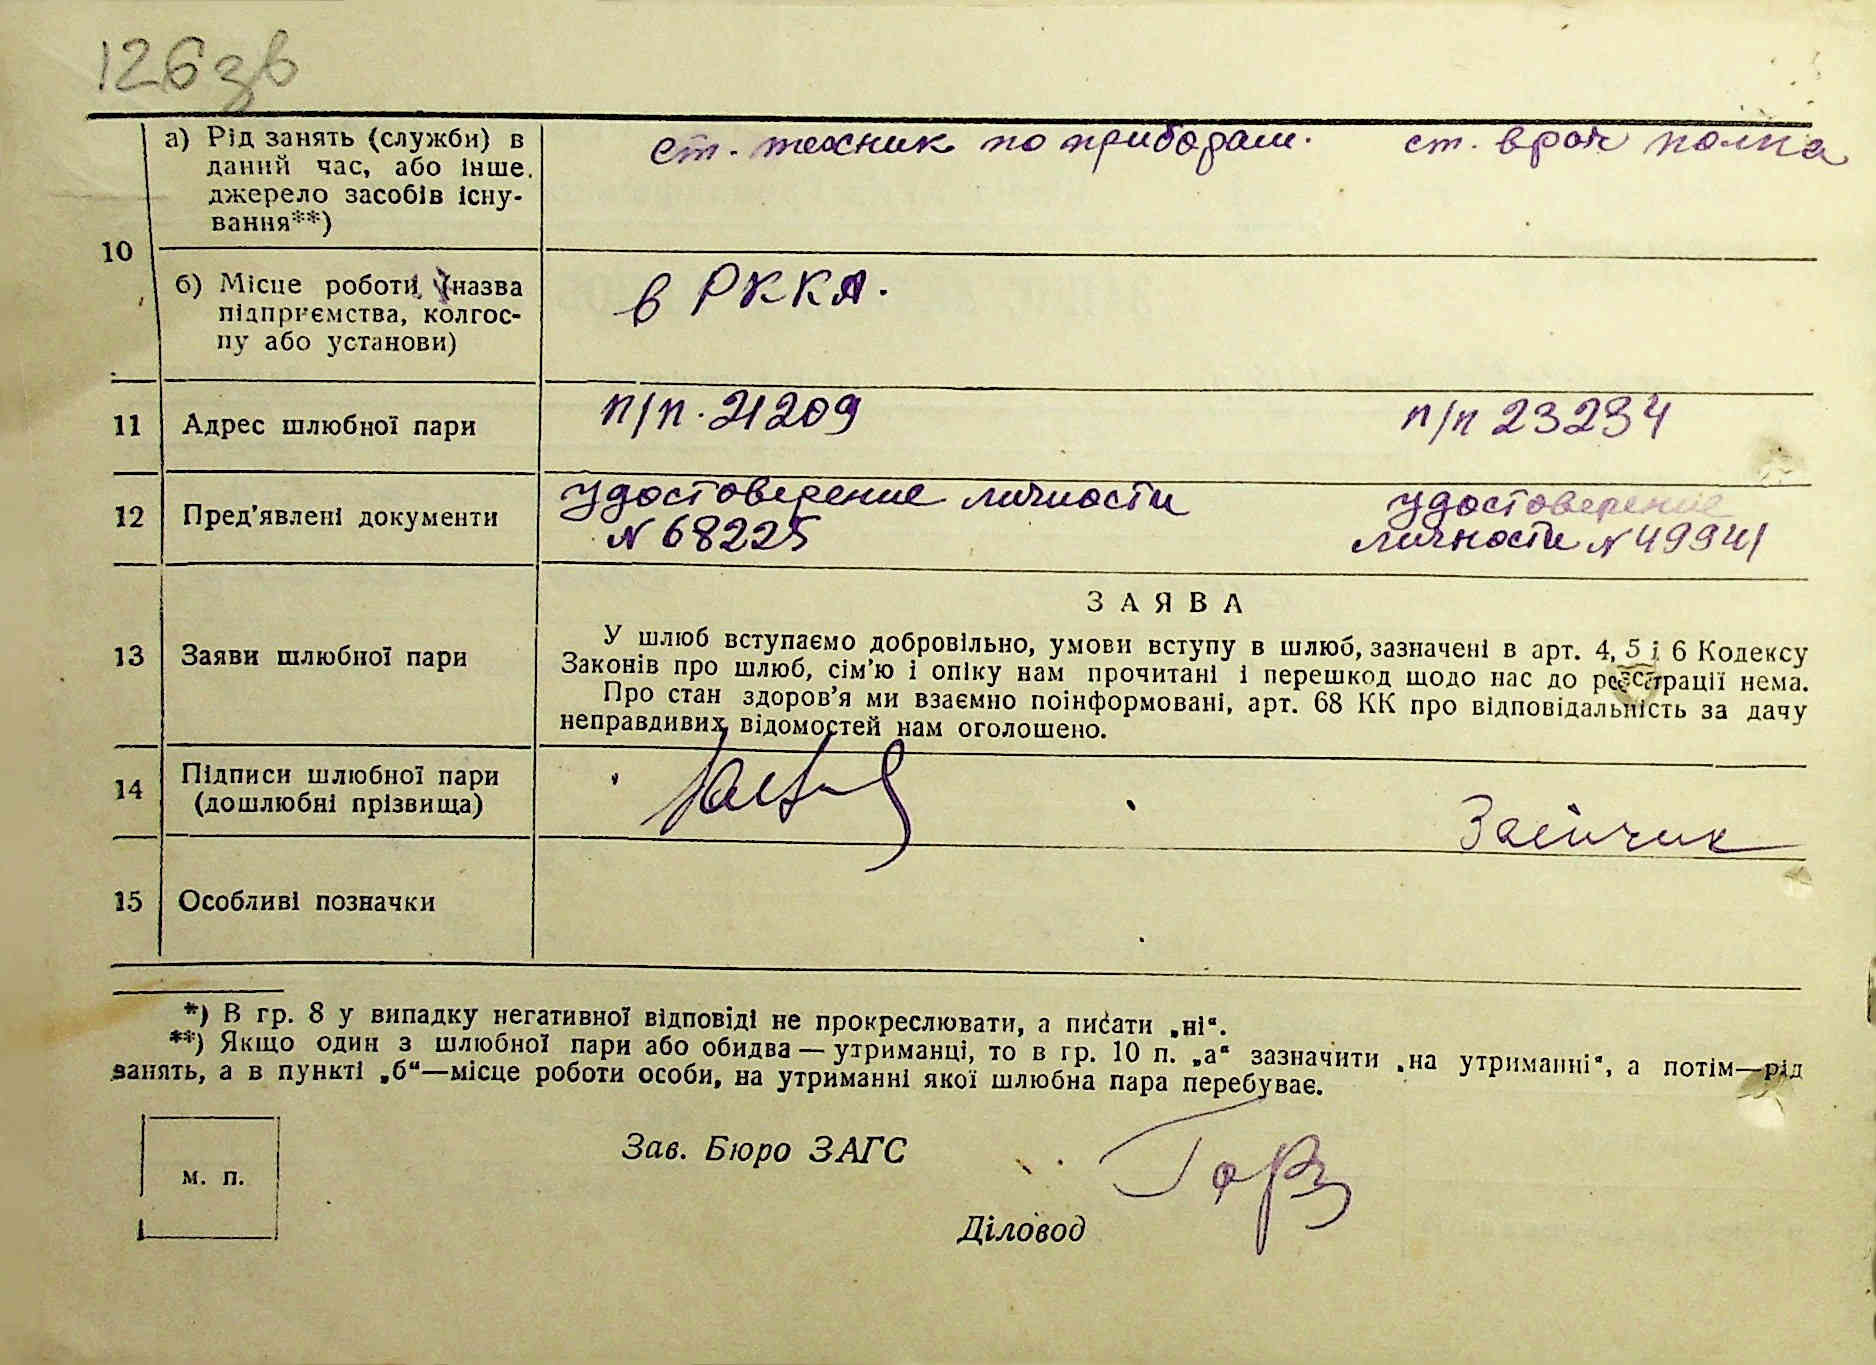 126 зв
а) Рід занять (служби) в
даний час, або інше
джерело засобів існу-
вання**)
ст. техник по приборам. ст. врач полка
10
б) Місце роботи (назва
підприємства, колгос-
пу або установи)
в РККА.
11 Адрес шлюбної пари п/п. 21209 п/п 23234
12 Пред'явлені документи
удостоверение личности удостоверение
N 68225 личности N 49941
13 Заяви шлюбної пари
ЗАЯВА
У шлюб вступаємо добровільно, умови вступу в шлюб, зазначені в арт. 4, 5 і 6 Кодексу
Законів про шлюб, сім'ю і опіку нам прочитані і перешкод щодо нас до реєстрації нема.
Про стан здоров'я ми взаємно поінформовані, арт. 68 КК про відповідальність за дачу
неправдивих відомостей нам оголошено.
14 Підписи шлюбної пари
(дошлюбні прізвища)
Зайчик
15 Особливі позначки
*) В гр. 8 у випадку негативної відповіді не прокреслювати, а писати „ні“.
**) Якщо один з шлюбної пари або обидва — утриманці, то в гр. 10 п. „а“ зазначити „на утриманні“, а потім—рід
занять, а в пункті „б“—місце роботи особи, на утриманні якої шлюбна пара перебуває.
Зав. Бюро ЗАГС
м. п.
Діловод